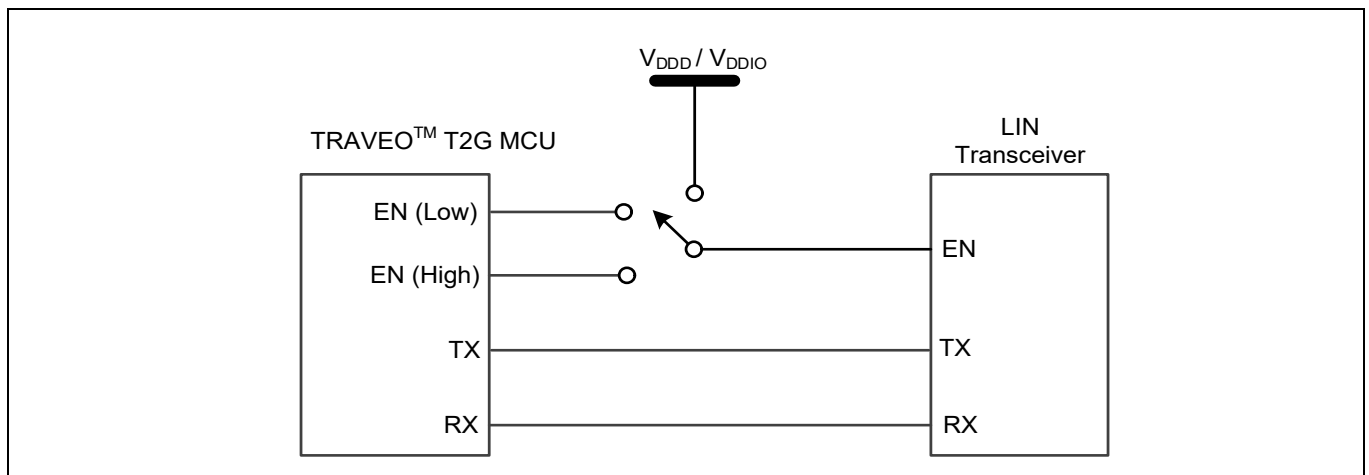 VDDD / VDDIO
TRAVEO™ T2G MCU
LIN
Transceiver
EN (Low)
EN (High)
TX
RX
EN
TX
RX